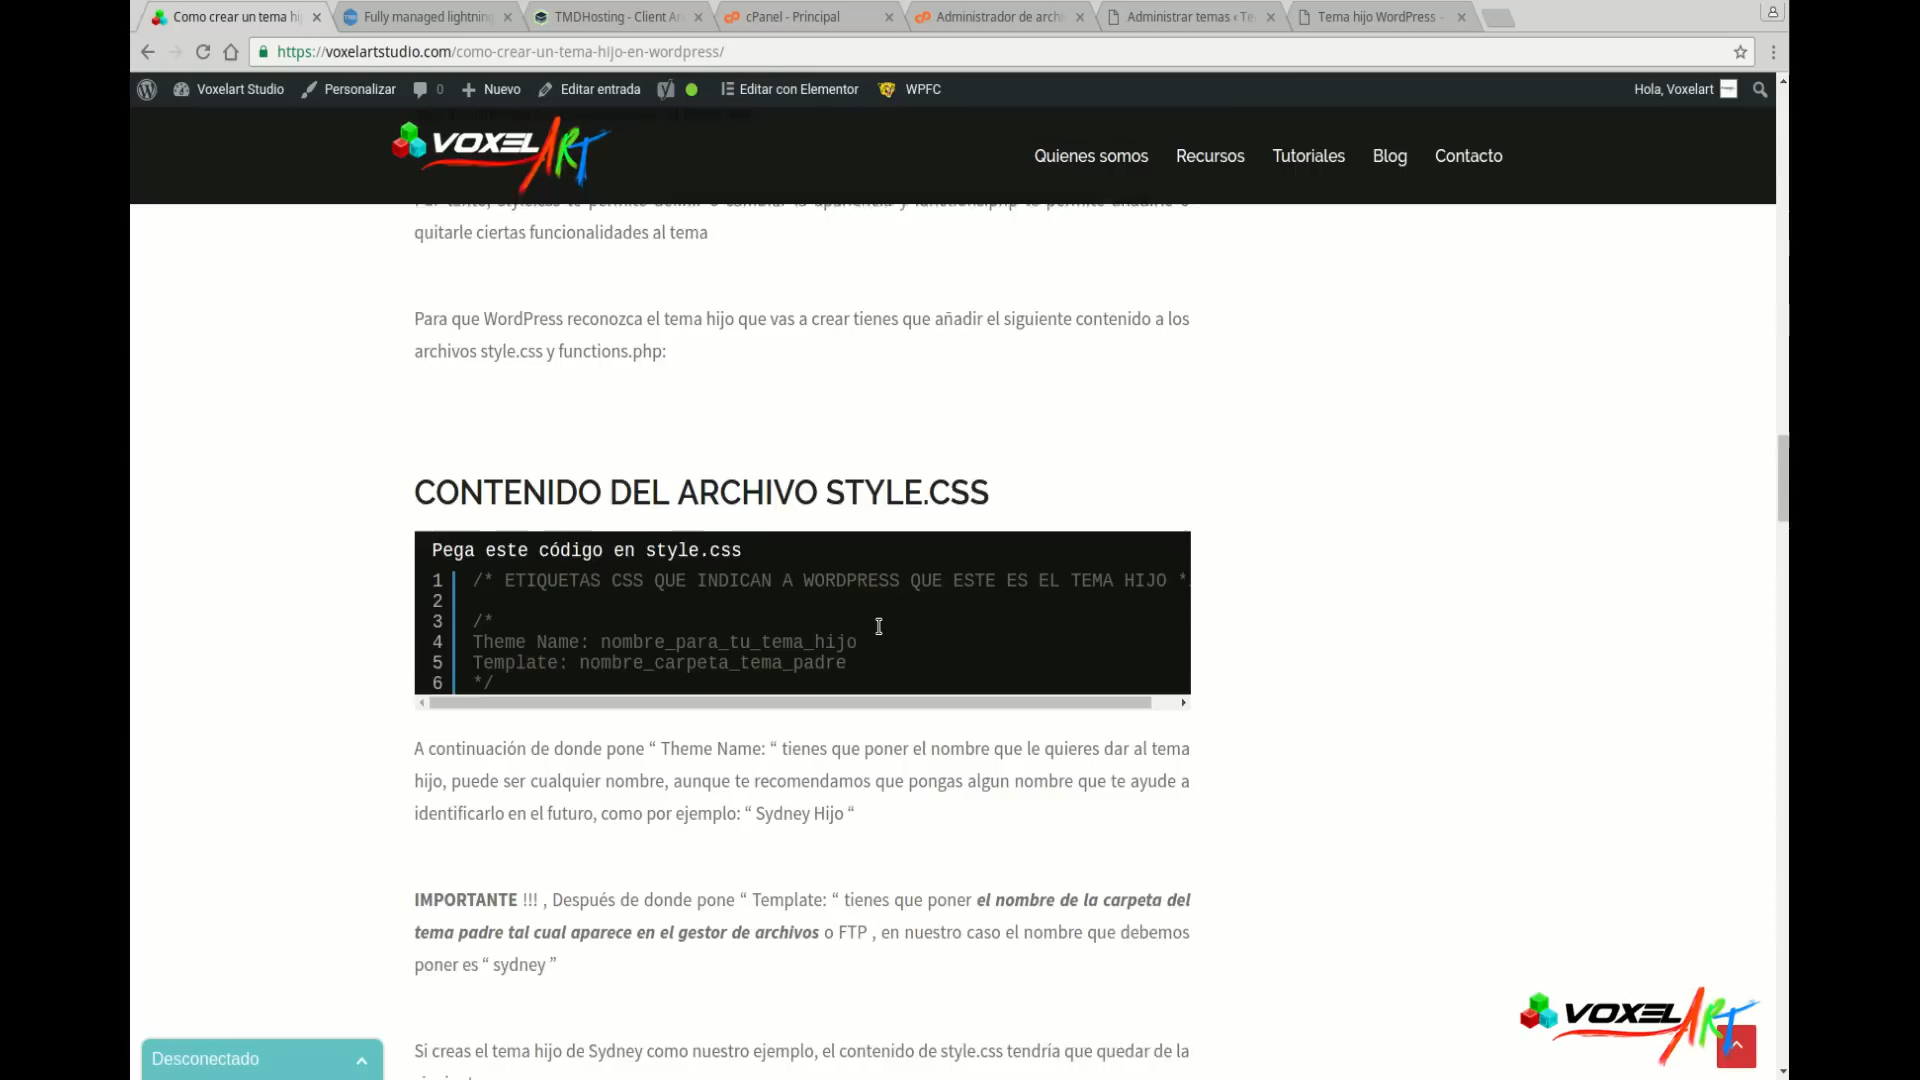 Como crear un tema hi
Fully managed lightning
TMDHosting - Client Ar
cPanel - Principal
Administrador de archi
Administrar temas ‹ Te
Tema hijo WordPress -
https://voxelartstudio.com/como-crear-un-tema-hijo-en-wordpress/
Voxelart Studio
Personalizar
0
Nuevo
Editar entrada
Editar con Elementor
WPFC
Hola, Voxelart
VOXELART
Quienes somos
Recursos
Tutoriales
Blog
Contacto
quitarle ciertas funcionalidades al tema
Para que WordPress reconozca el tema hijo que vas a crear tienes que añadir el siguiente contenido a los
archivos style.css y functions.php:
CONTENIDO DEL ARCHIVO STYLE.CSS
Pega este código en style.css
1 /* ETIQUETAS CSS QUE INDICAN A WORDPRESS QUE ESTE ES EL TEMA HIJO *
2
3 /*
4 Theme Name: nombre_para_tu_tema_hijo
5 Template: nombre_carpeta_tema_padre
6 */
A continuación de donde pone “ Theme Name: “ tienes que poner el nombre que le quieres dar al tema
hijo, puede ser cualquier nombre, aunque te recomendamos que pongas algun nombre que te ayude a
identificarlo en el futuro, como por ejemplo: “ Sydney Hijo “
IMPORTANTE !!! , Después de donde pone “ Template: “ tienes que poner el nombre de la carpeta del
tema padre tal cual aparece en el gestor de archivos o FTP , en nuestro caso el nombre que debemos
poner es “ sydney ”
Si creas el tema hijo de Sydney como nuestro ejemplo, el contenido de style.css tendría que quedar de la
Desconectado
VOXELART